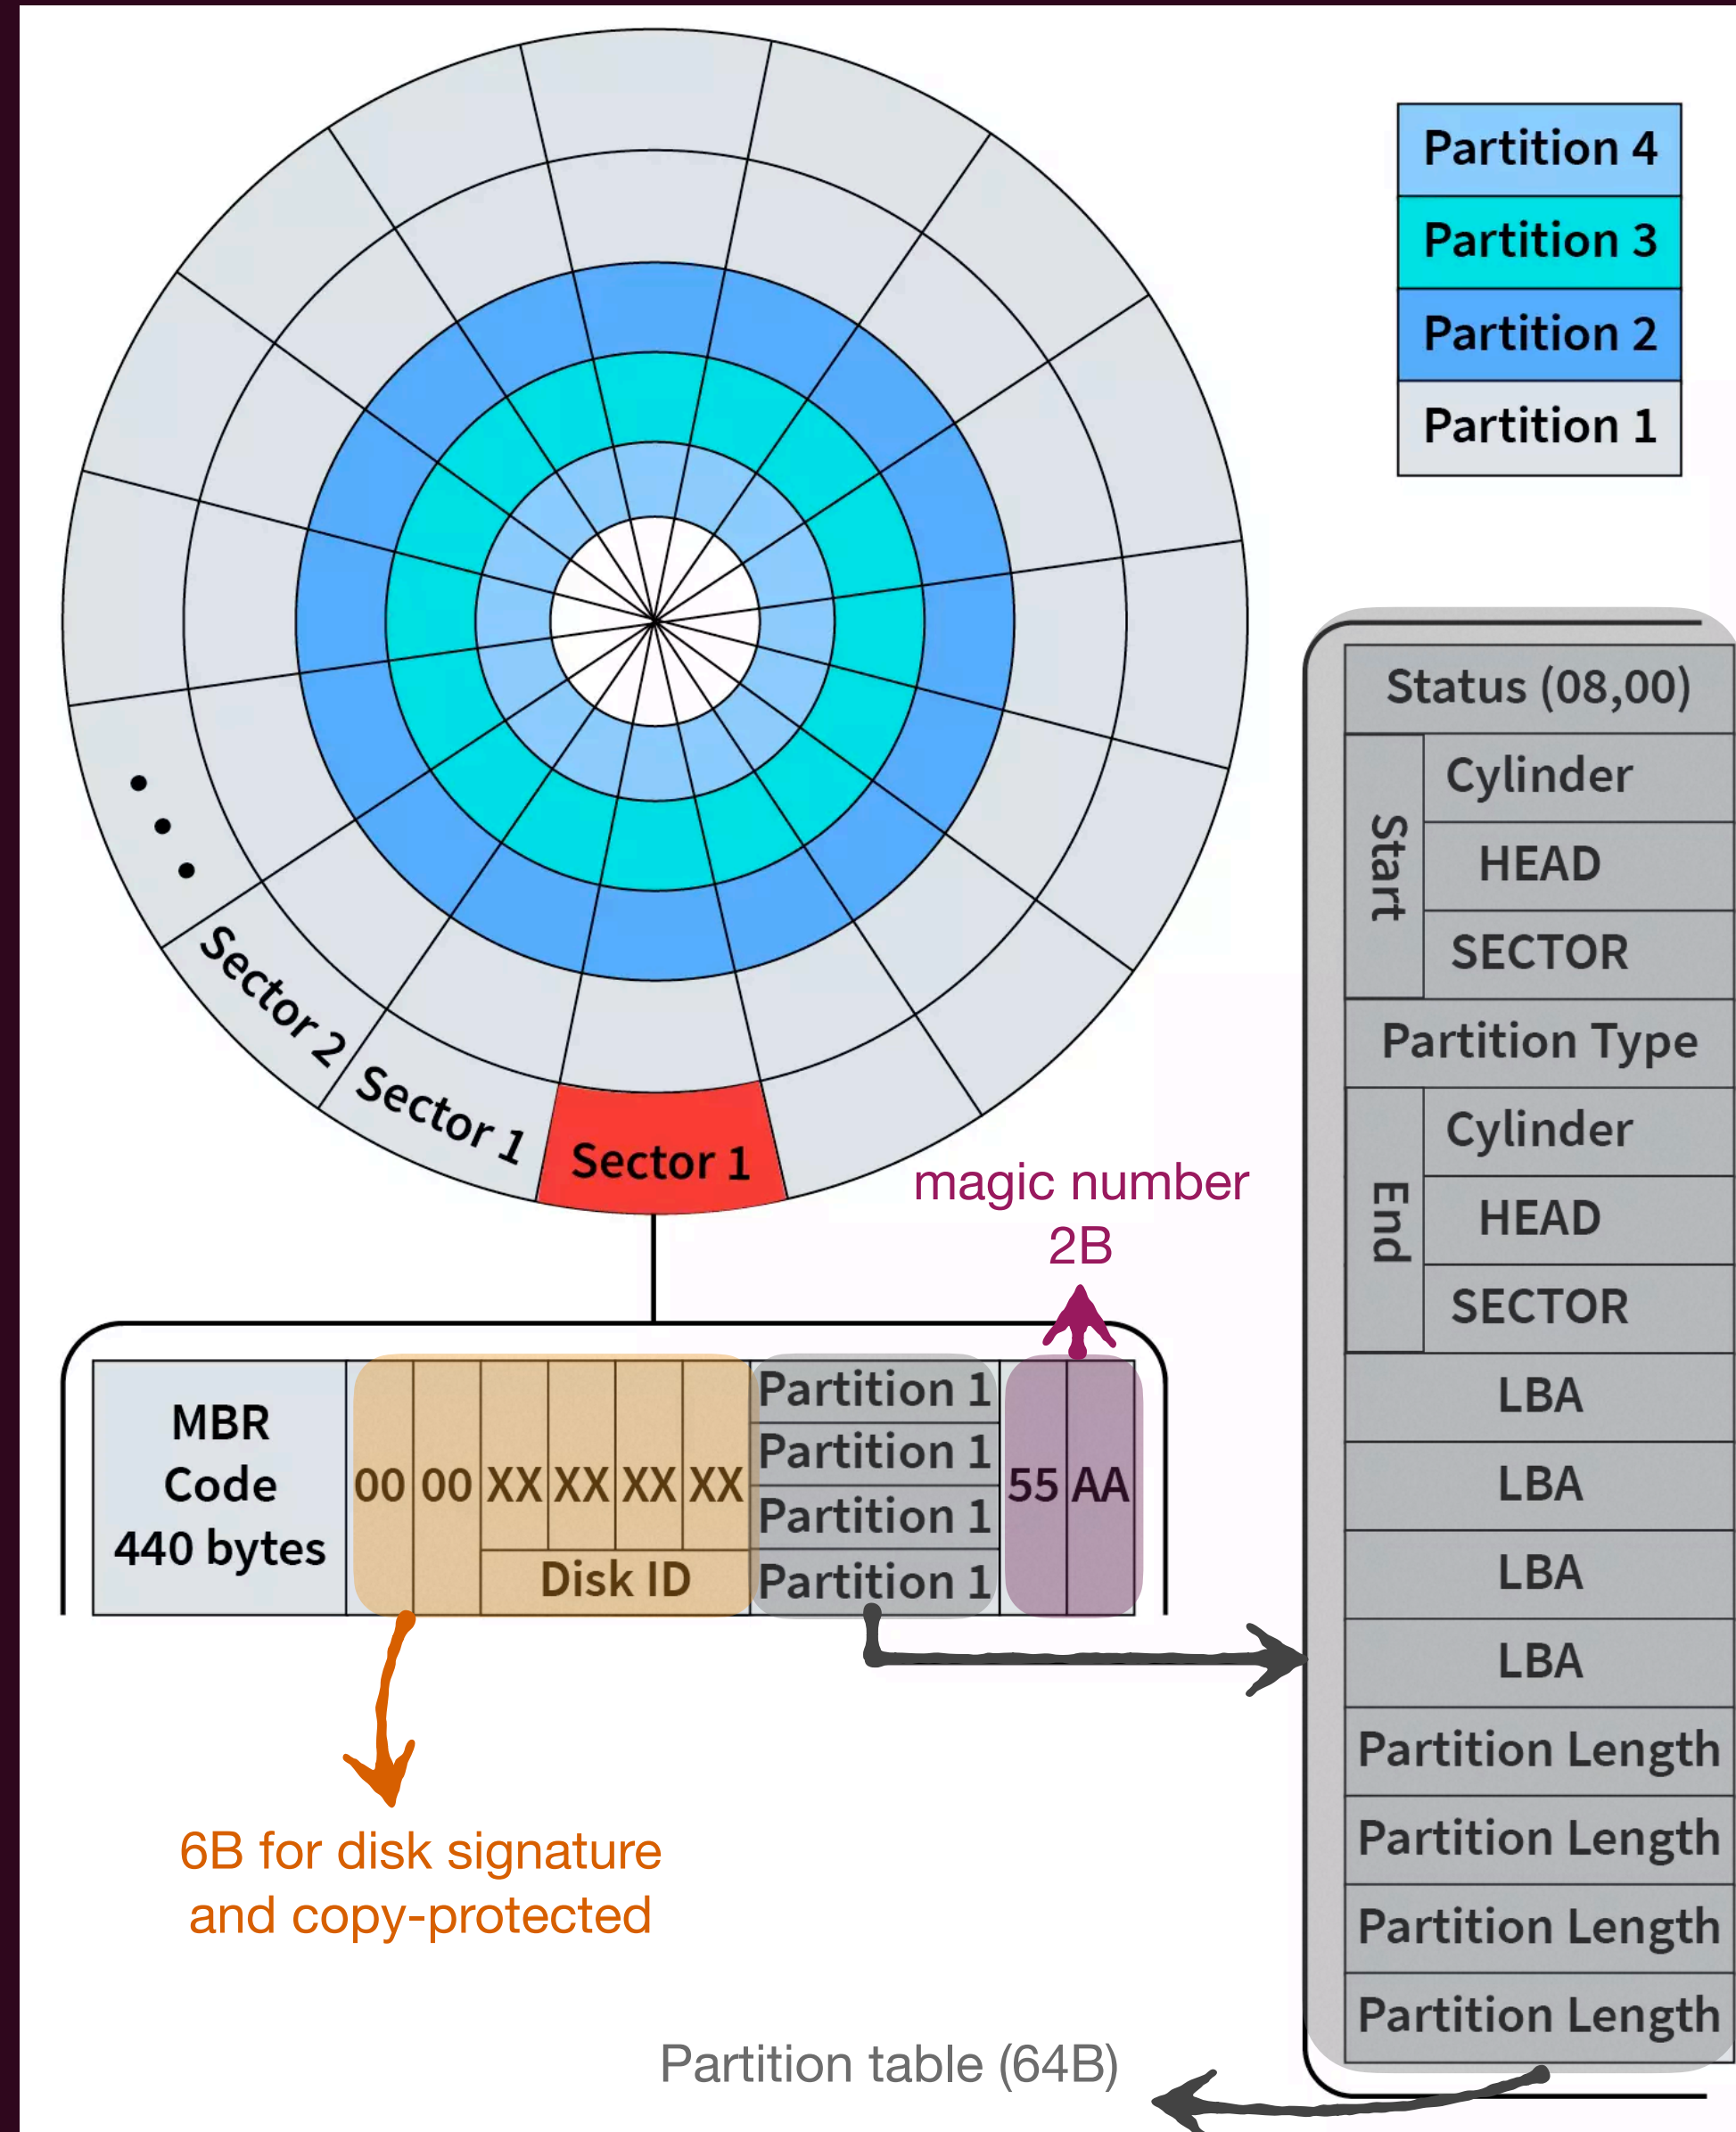 Partition 4
Partition 3
Partition 2
Partition 1
Sector 2
Sector 1
Sector 1
magic number
2B
MBR
Code
440 bytes
00 00 XX XX XX XX
Disk ID
Partition 1
Partition 1
Partition 1
Partition 1
55 AA
6B for disk signature
and copy-protected
Status (08,00)
Start
Cylinder
HEAD
SECTOR
Partition Type
End
Cylinder
HEAD
SECTOR
LBA
LBA
LBA
LBA
Partition Length
Partition Length
Partition Length
Partition Length
Partition table (64B)